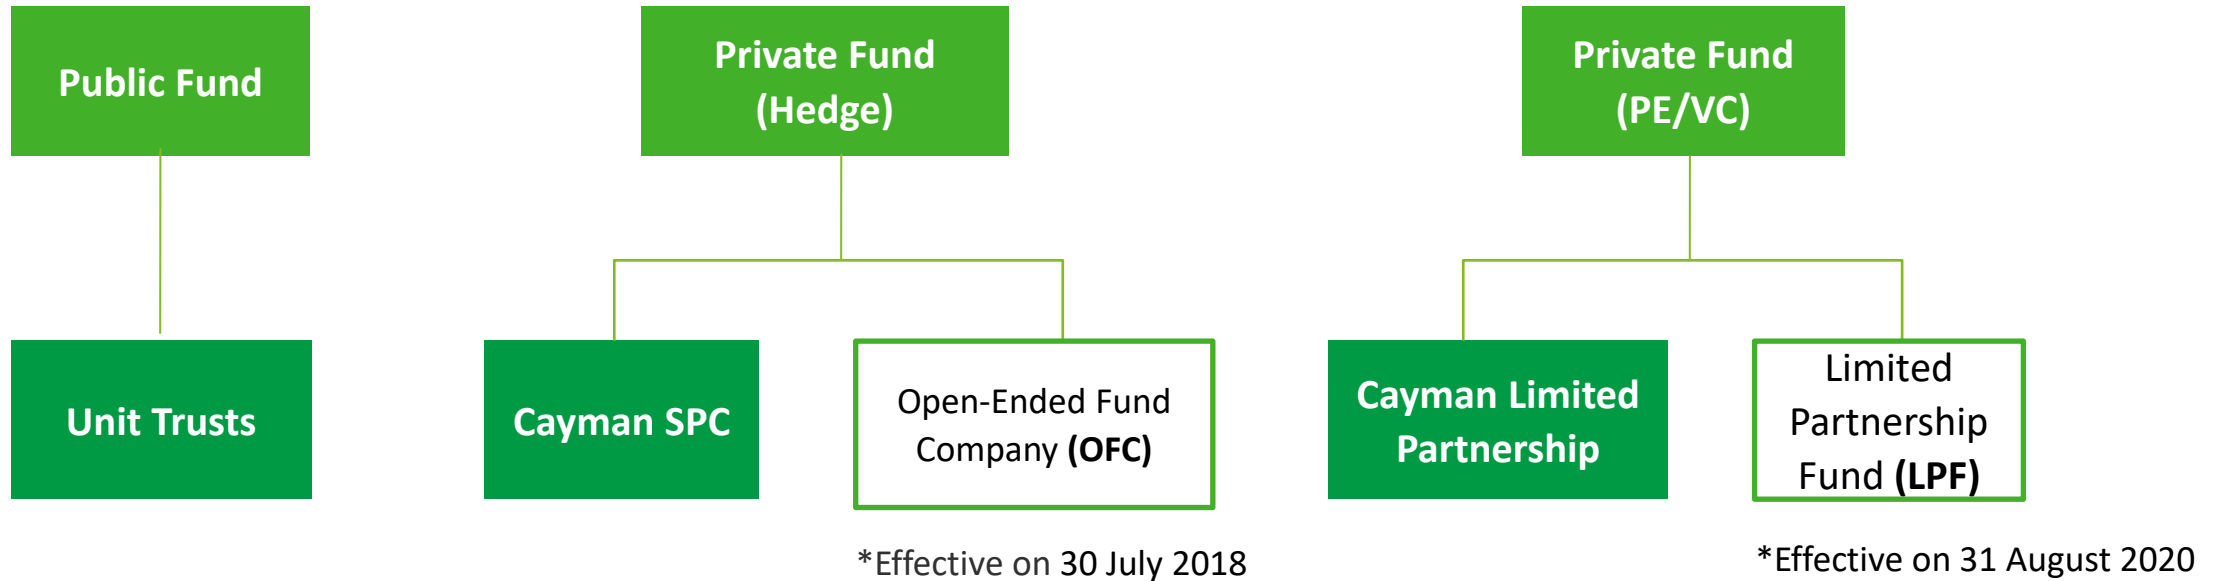 Public Fund
Private Fund
(Hedge)
Private Fund
(PE/VC)
Unit Trusts
Cayman SPC
Open-Ended Fund
Company (OFC)
Cayman Limited
Partnership
Limited
Partnership
Fund (LPF)
*Effective on 30 July 2018
*Effective on 31 August 2020